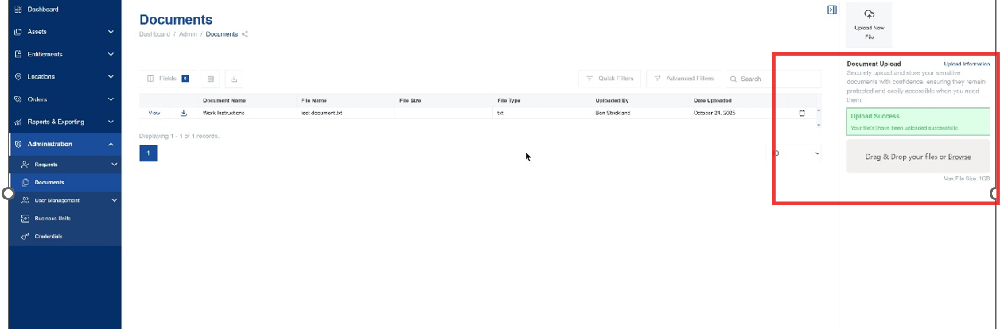 Dashboard
Assets
Entitlements
Locations
Orders
Reports & Exporting
Administration
Requests
Documents
User Management
Business Units
Credentials
Documents
Dashboard / Admin / Documents
Fields 6
Quick Filters
Advanced Filters
Search
Document Name File Name File Size File Type Uploaded By Date Uploaded
View Work Instructions test document.txt txt Ben Strickland October 24, 2025
Displaying 1 - 1 of 1 records.
1
0
Upload New
File
Document Upload Upload Information
Securely upload and store your sensitive
documents with confidence, ensuring they remain
protected and easily accessible when you need
them.
Upload Success
Your file(s) have been uploaded successfully.
Drag & Drop your files or Browse
Max File Size: 1GB